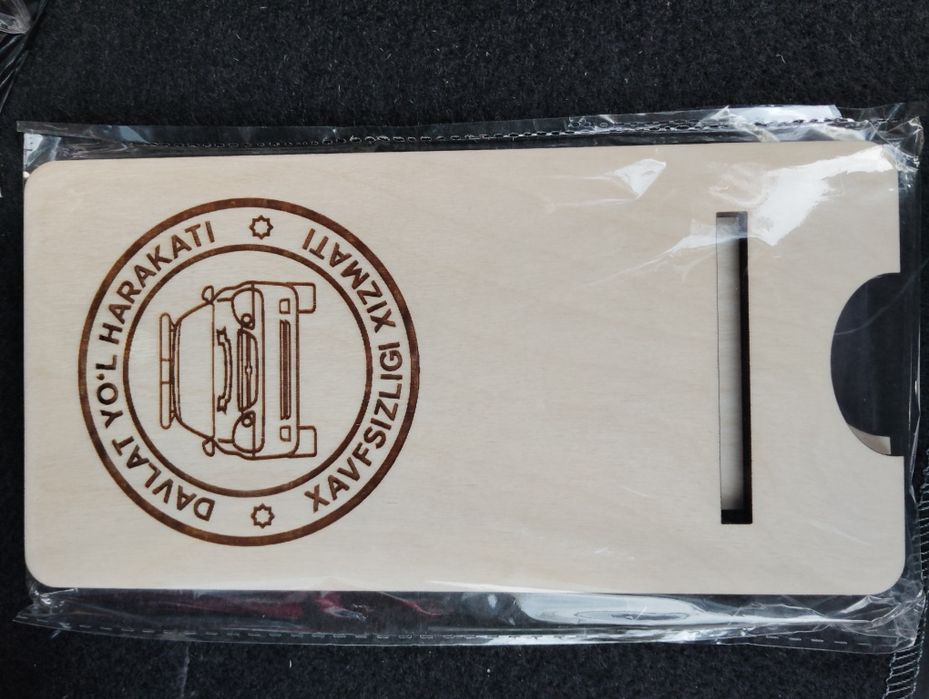 DAVLAT YO'L HARAKATI
XAVFSIZLIGI XIZMATI